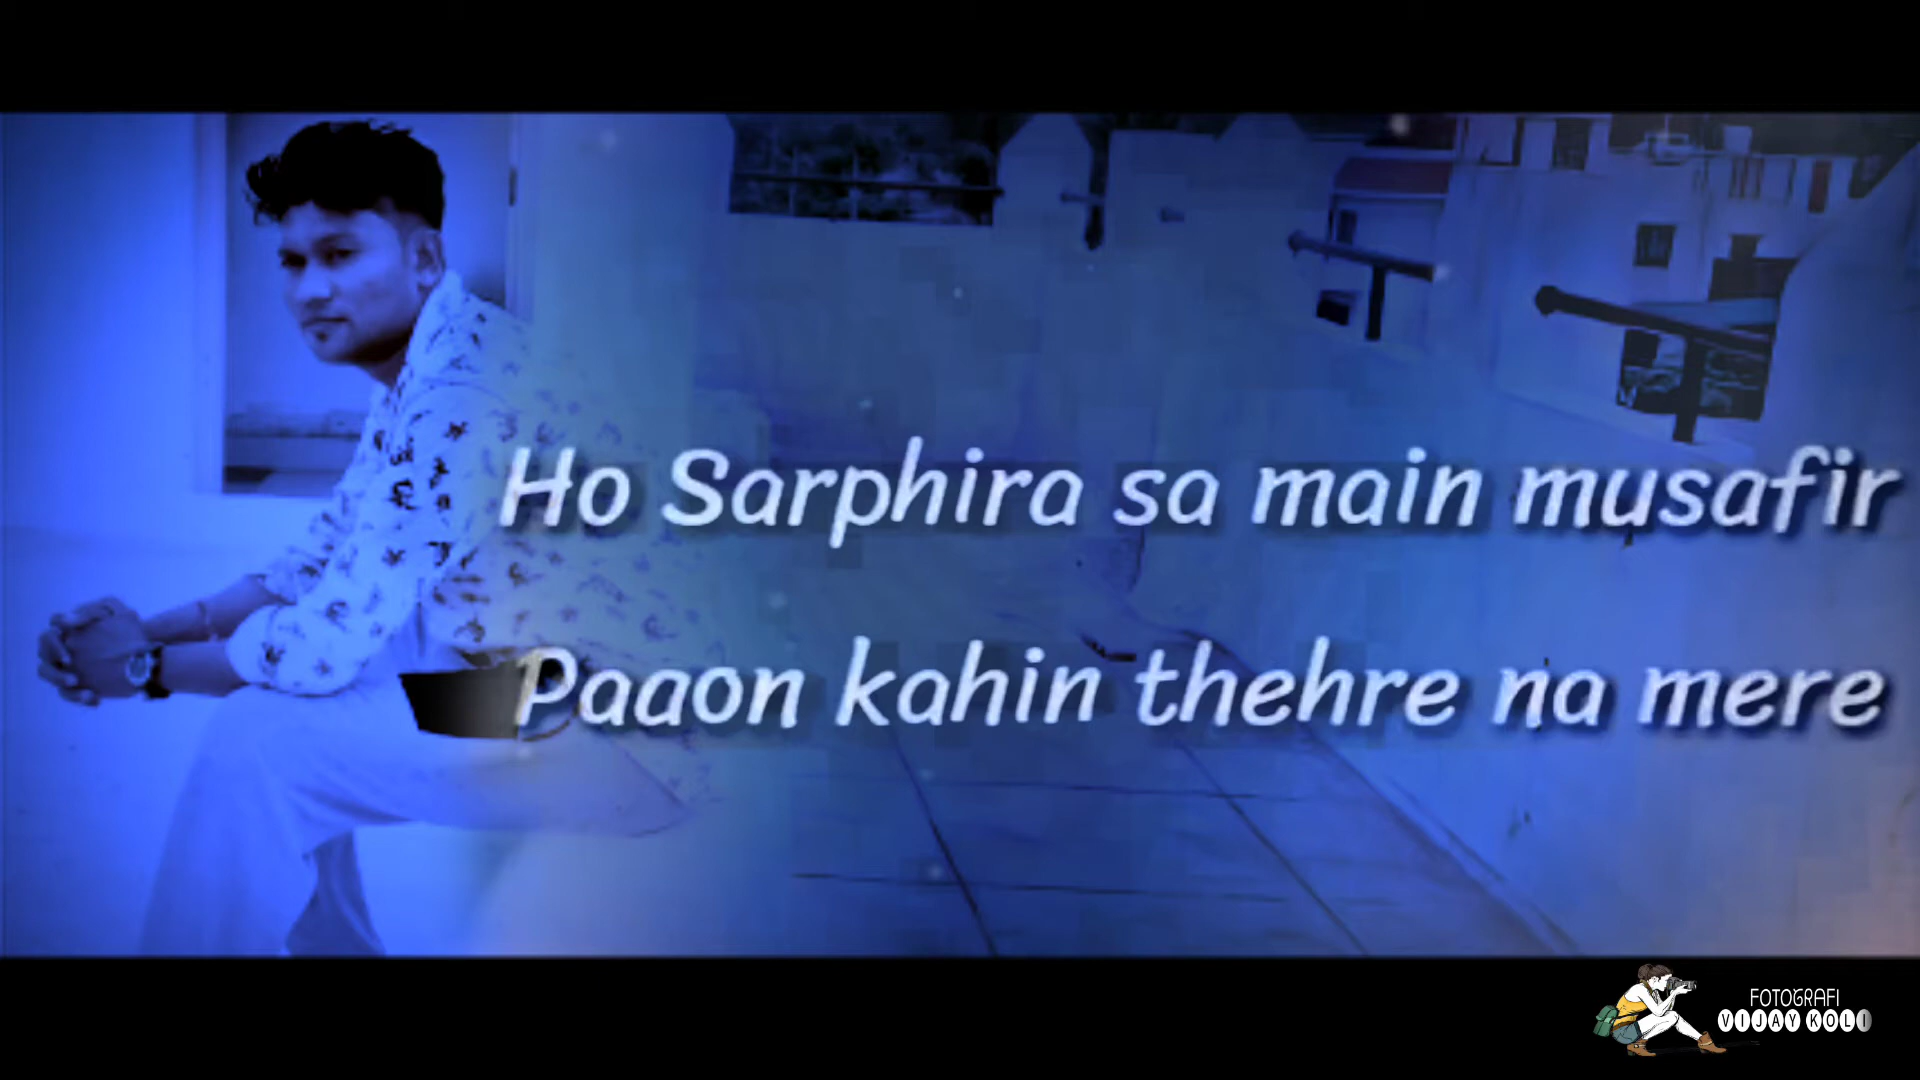 Ho Sarphira sa main musafir
Paaon kahin thehre na mere
FOTOGRAFI
VIJAY KOLI